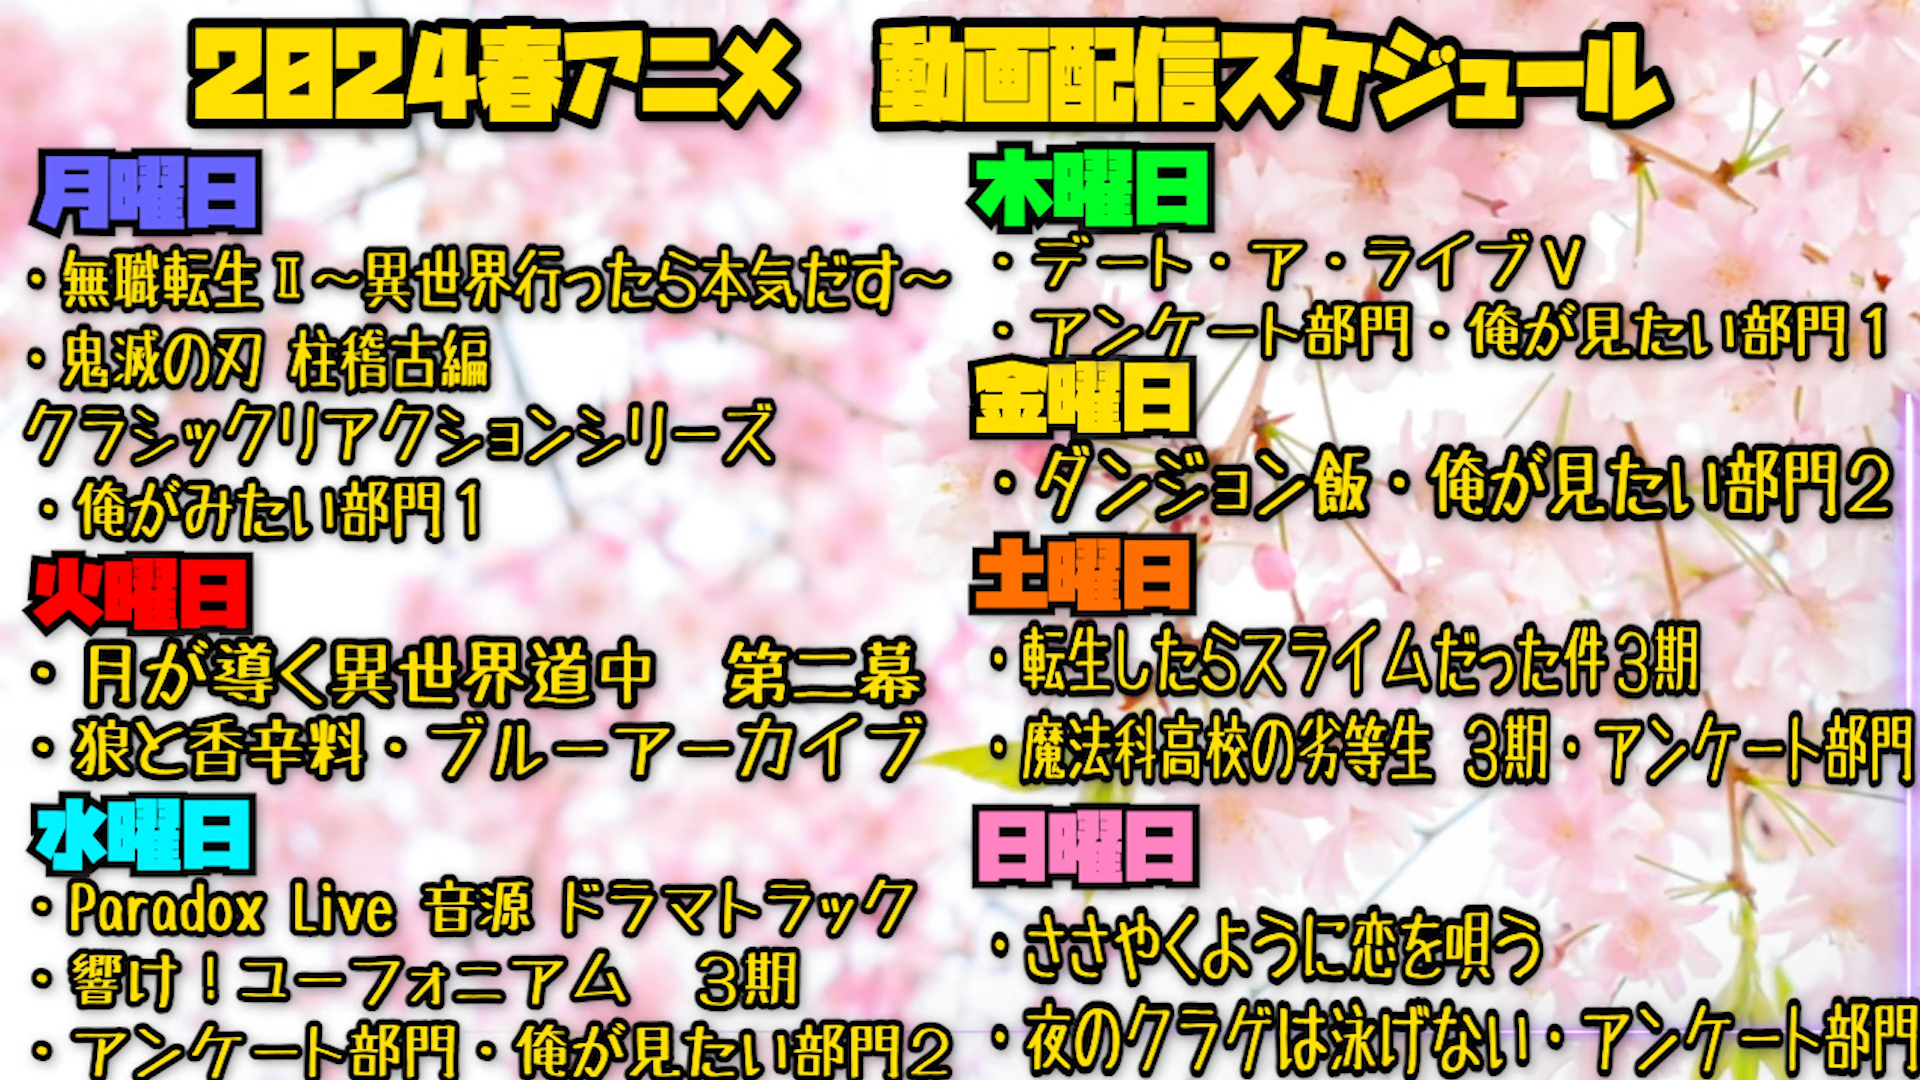 2024春アニメ　動画配信スケジュール
月曜日
・無職転生Ⅱ～異世界行ったら本気だす～
・鬼滅の刃 柱稽古編
クラシックリアクションシリーズ
・俺がみたい部門１
火曜日
・月が導く異世界道中　第二幕
・狼と香辛料・ブルーアーカイブ
水曜日
・Paradox Live 音源 ドラマトラック
・響け！ユーフォニアム　３期
・アンケート部門・俺が見たい部門２
木曜日
・デート・ア・ライブⅤ
・アンケート部門・俺が見たい部門１
金曜日
・ダンジョン飯・俺が見たい部門２
土曜日
・転生したらスライムだった件３期
・魔法科高校の劣等生 ３期・アンケート部門
日曜日
・ささやくように恋を唄う
・夜のクラゲは泳げない・アンケート部門